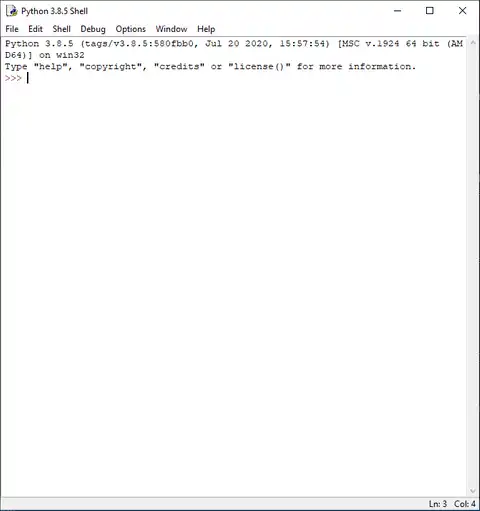 Python 3.8.5 Shell
File Edit Shell Debug Options Window Help
Python 3.8.5 (tags/v3.8.5:580fbb0, Jul 20 2020, 15:57:54) [MSC v.1924 64 bit (AM
D64)] on win32
Type "help", "copyright", "credits" or "license()" for more information.
>>>
Ln: 3 Col: 4